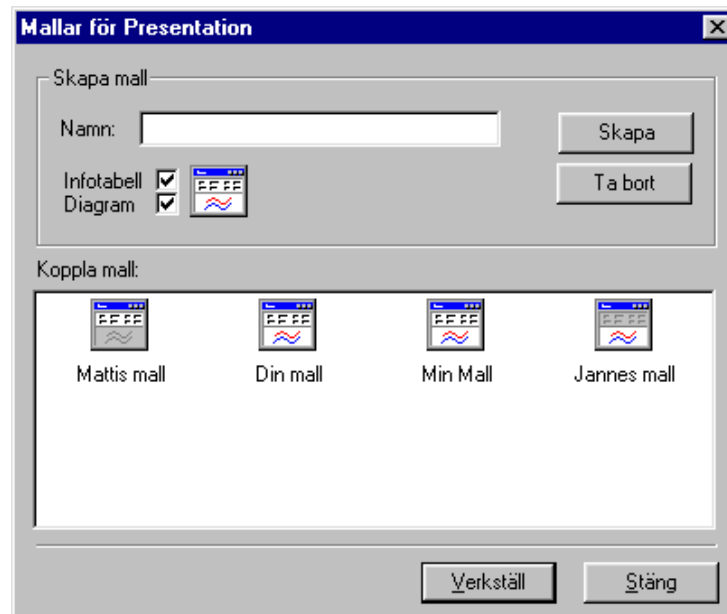 Mallar för Presentation
Skapa mall
Namn:
Skapa
Infotabell
Ta bort
Diagram
Koppla mall:
Mattis mall Din mall Min Mall Jannes mall
Verkställ Stäng